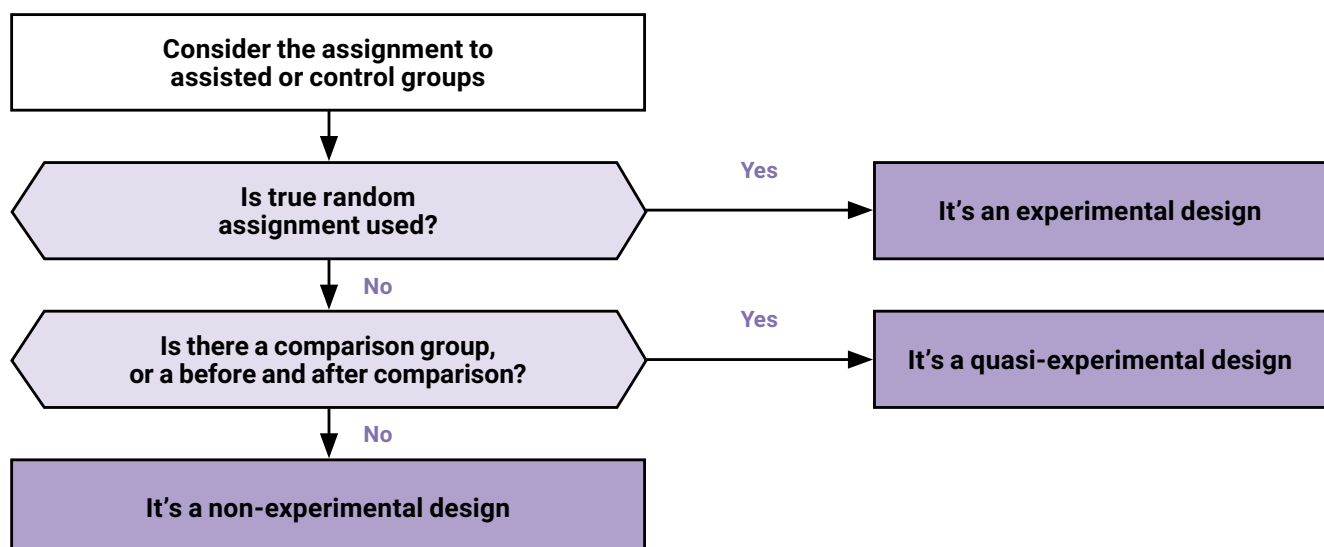 Consider the assignment to
assisted or control groups
Is true random
assignment used?
Yes
It’s an experimental design
No
Is there a comparison group,
or a before and after comparison?
Yes
It’s a quasi-experimental design
No
It’s a non-experimental design